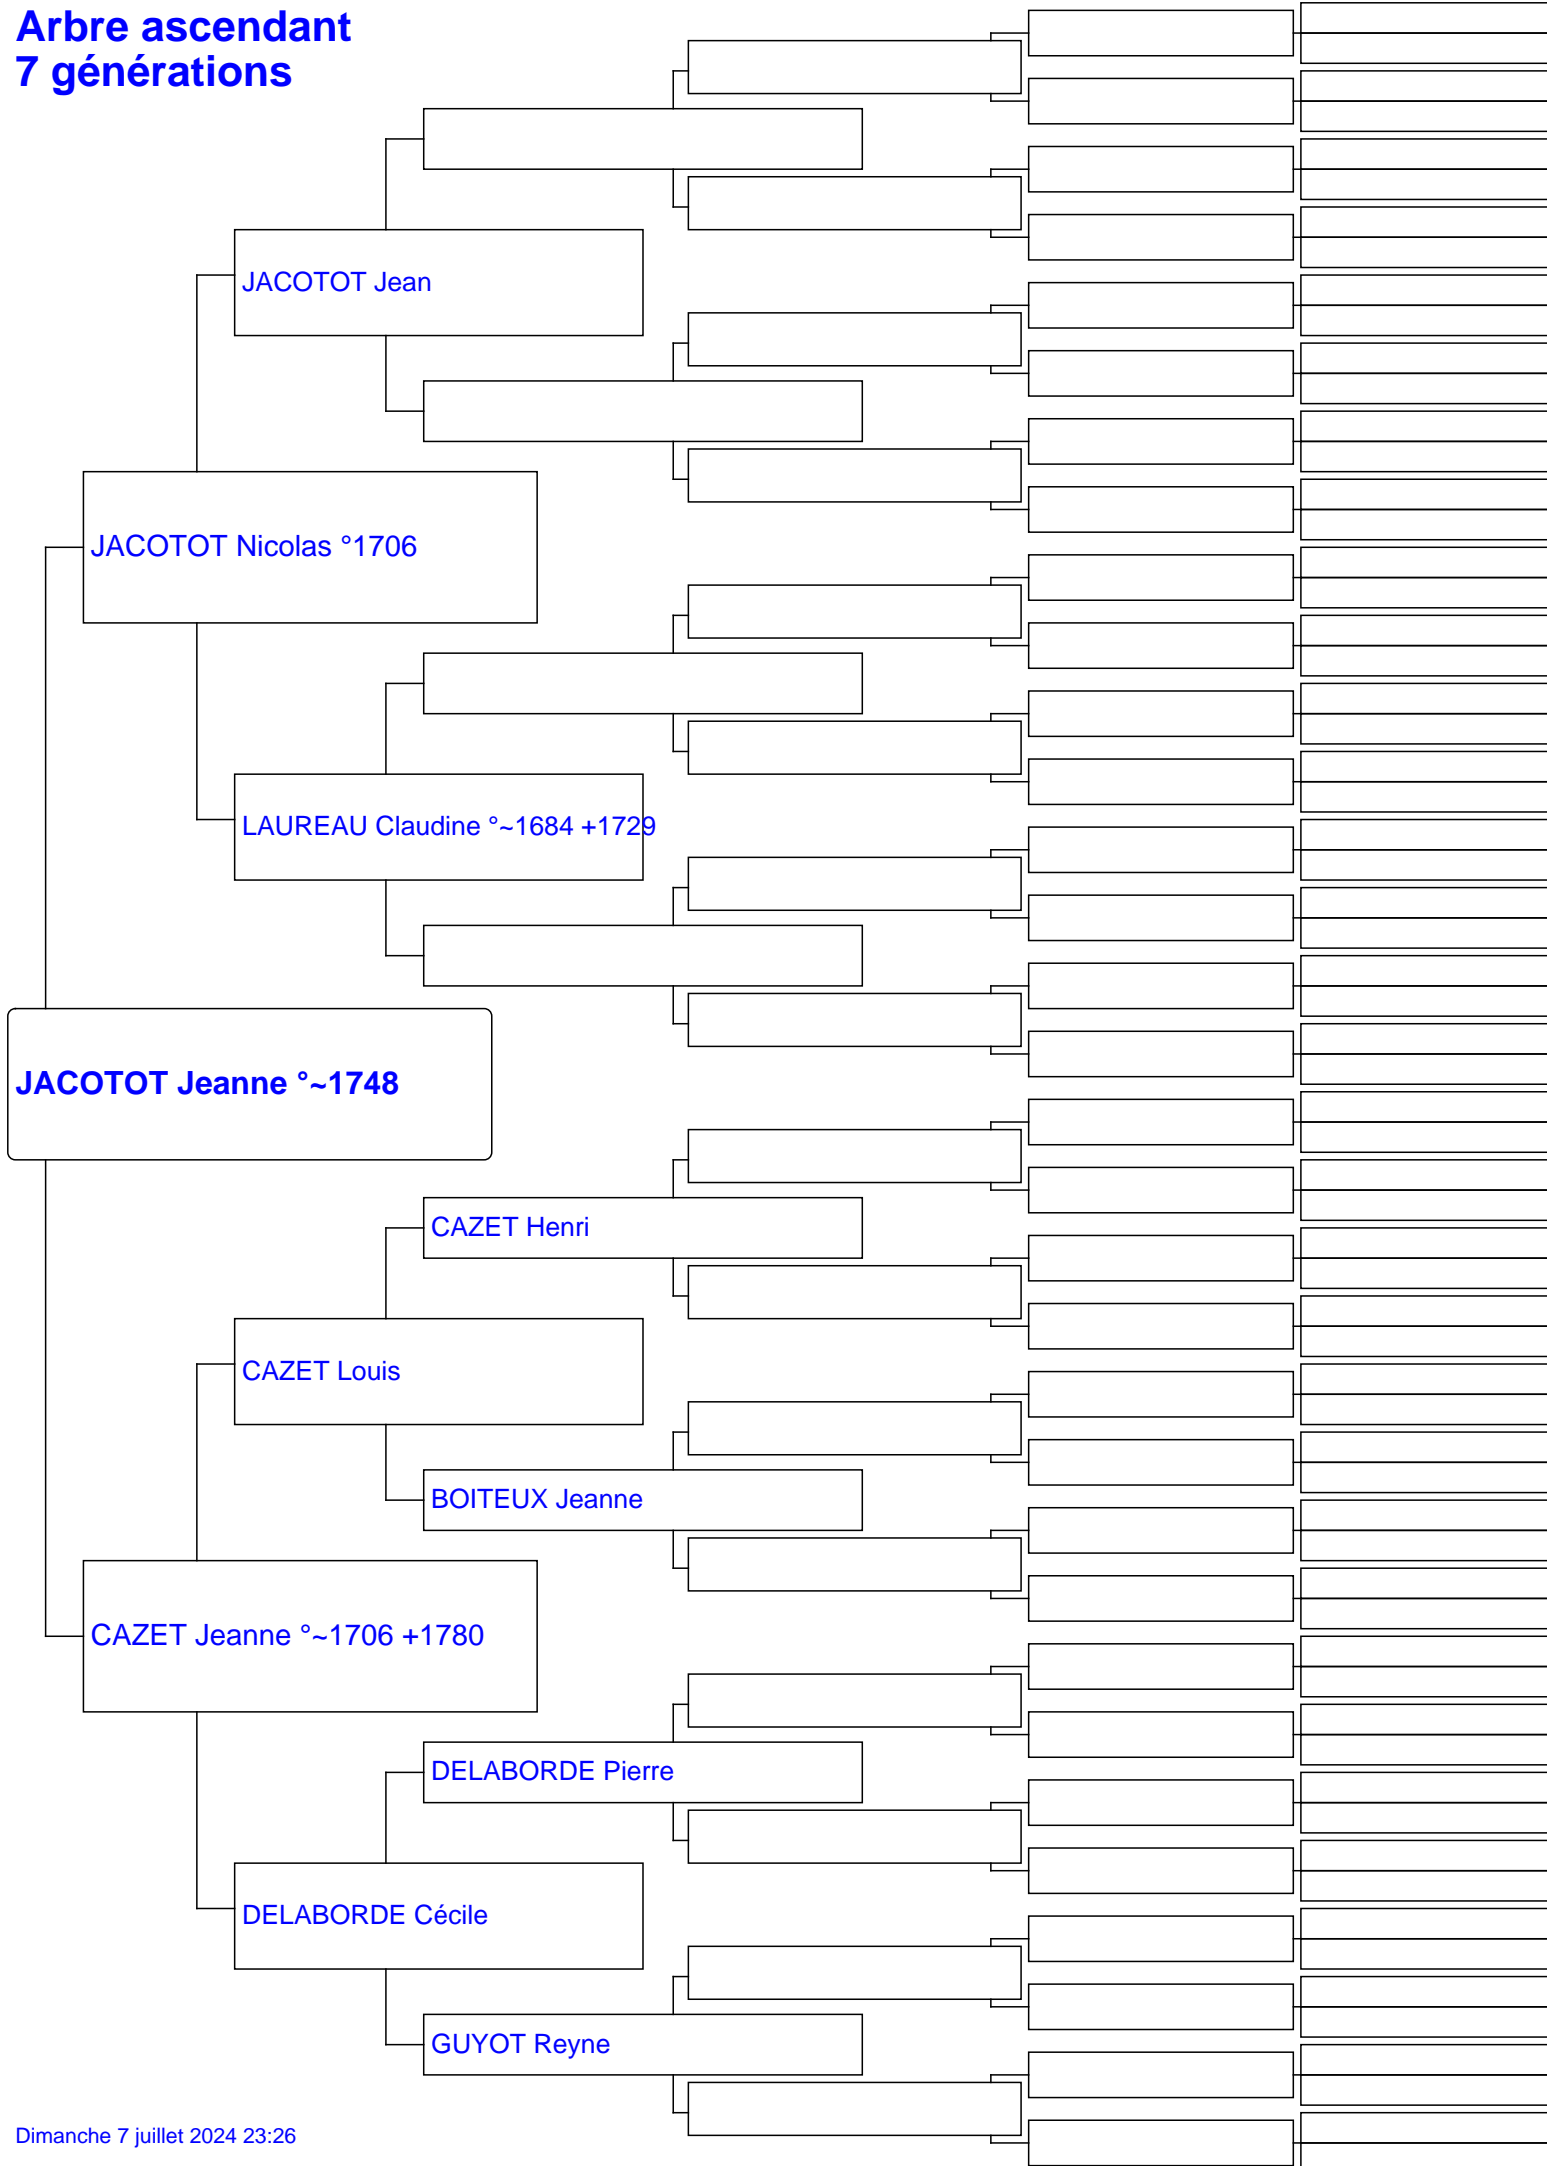 Arbre ascendant
7 générations
JACOTOT Jean
JACOTOT Nicolas °1706
LAUREAU Claudine °~1684 +1729
JACOTOT Jeanne °~1748
CAZET Henri
CAZET Louis
BOITEUX Jeanne
CAZET Jeanne °~1706 +1780
DELABORDE Pierre
DELABORDE Cécile
GUYOT Reyne
Dimanche 7 juillet 2024 23:26